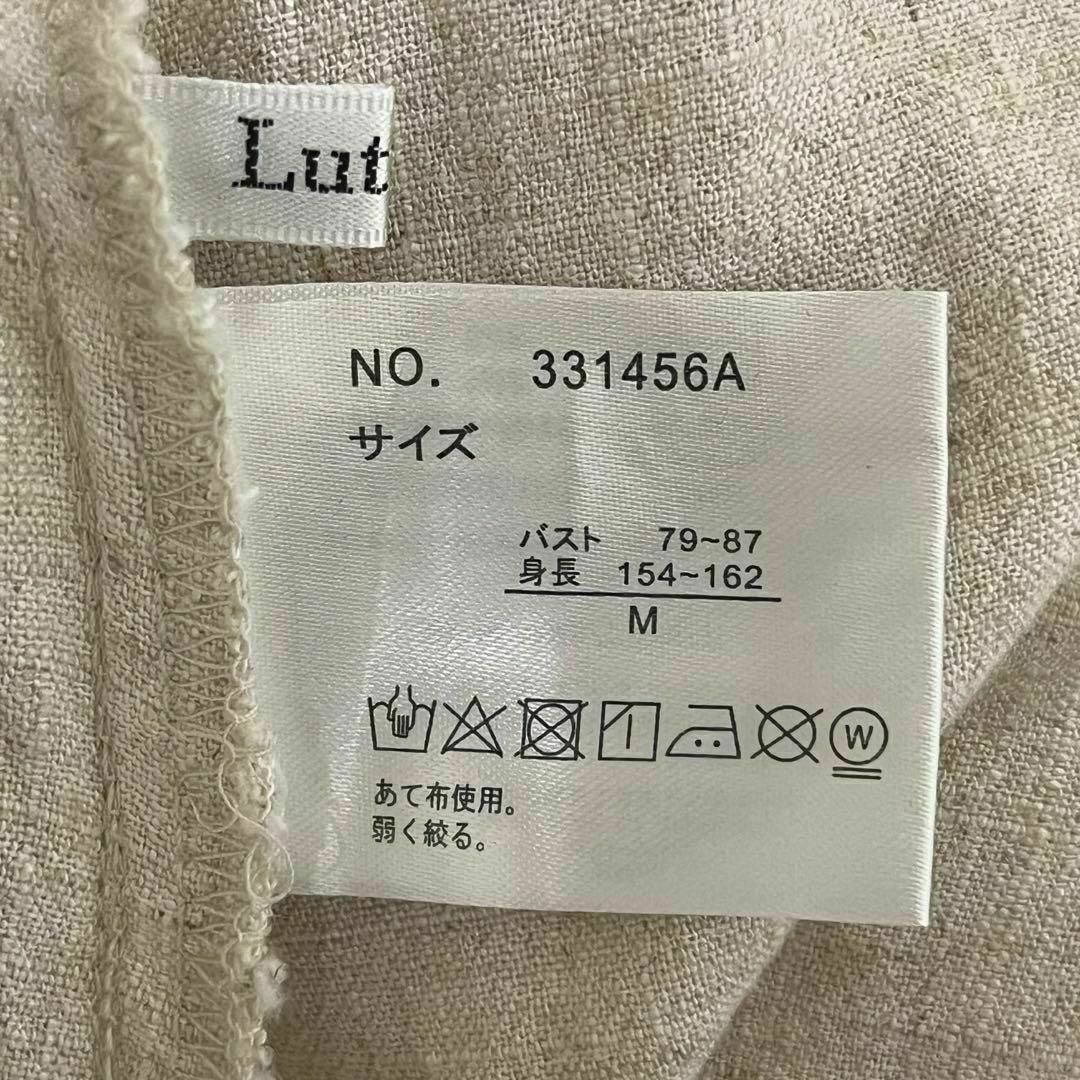 Lut
NO. 331456A
サイズ
バスト 79~87
身長 154~162
M
W
あて布使用。
弱く絞る。